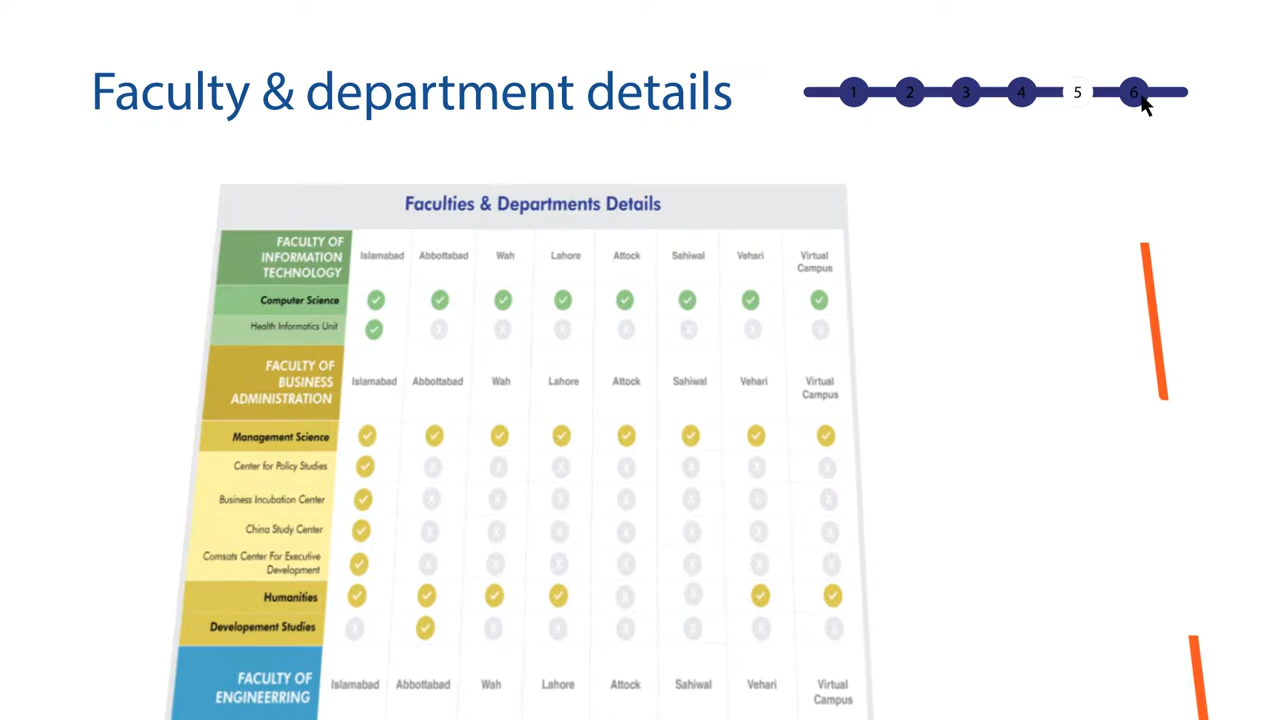 Faculty & department details
1 2 3 4 5 6
Faculties & Departments Details
FACULTY OF
INFORMATION
TECHNOLOGY
Islamabad Abbottabad Wah Lahore Attock Sahiwal Vehari Virtual
Campus
Computer Science
Health Informatics Unit
X X X X X X X
FACULTY OF
BUSINESS
ADMINISTRATION
Islamabad Abbottabad Wah Lahore Attock Sahiwal Vehari Virtual
Campus
Management Science
Center for Policy Studies
X X X X X X X
Business Incubation Center
X X X X X X X
China Study Center
X X X X X X X
Comsats Center For Executive
Development
X X X X X X X
Humanities
X X
Developement Studies
X X X X X X X
FACULTY OF
ENGINEERRING
Islamabad Abbottabad Wah Lahore Attock Sahiwal Vehari Virtual
Campus